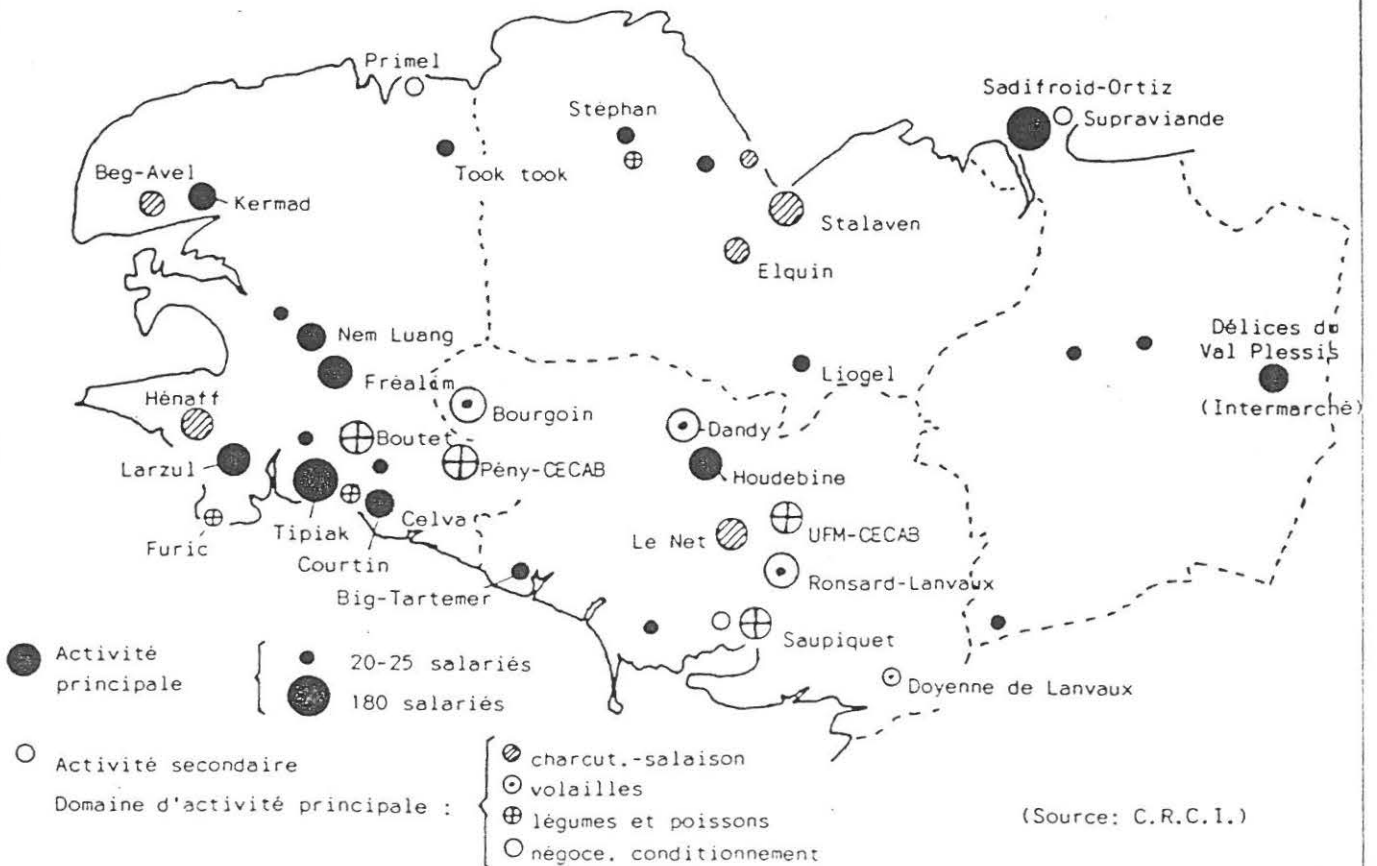 Primel
Sadifroid-Ortiz
Stéphan
Supraviande
Took took
Beg-Avel
Kermad
Stalaven
Elquin
Nem Luang
Délices du
Val Plessis
(Intermarché)
Fréalim
Liogel
Hénaff
Bourgoin
Dandy
Boutet
Larzul
Pény-CECAB
Houdebine
Celva
Tipiak
Furic
Courtin
Le Net
UFM-CECAB
Big-Tartemer
Ronsard-Lanvaux
Saupiquet
Doyenne de Lanvaux
Activité
principale
20-25 salariés
180 salariés
Activité secondaire
Domaine d'activité principale :
charcut.-salaison
volailles
légumes et poissons
négoce, conditionnement
(Source: C.R.C.I.)